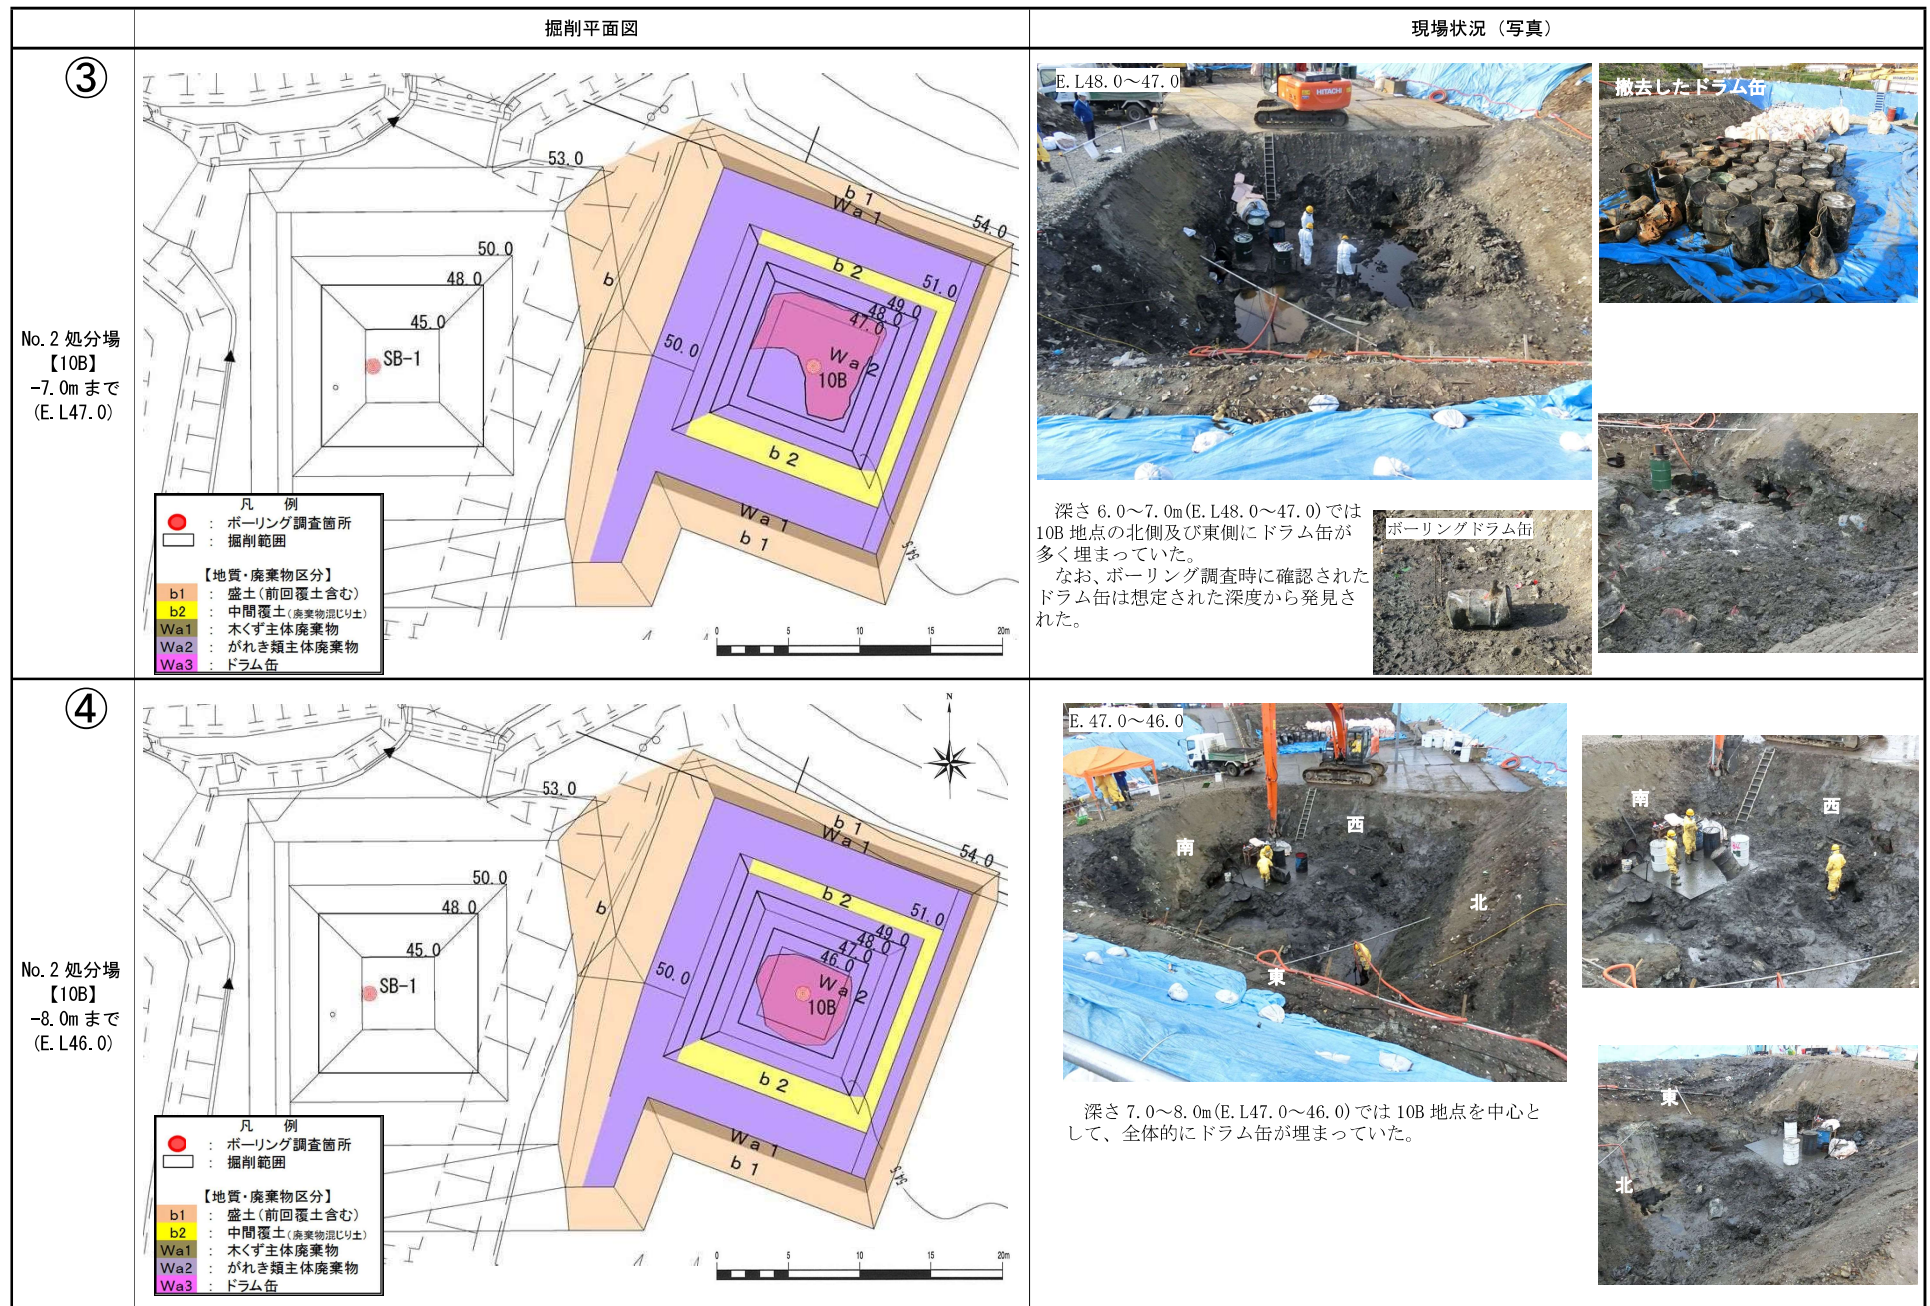 掘削平面図
現場状況（写真）
③
No.2 処分場
【10B】
-7.0m まで
(E.L47.0)
53.0
50.0
48.0
45.0
SB-1
b
b 1
Wa 1
54.0
b 2
51.0
49.0
48.0
47.0
50.0
Wa 2
10B
b 2
Wa 1
b 1
54.5
凡 例
： ボーリング調査箇所
： 掘削範囲
【地質・廃棄物区分】
b1 ： 盛土(前回覆土含む)
b2 ： 中間覆土(廃棄物混じり土)
Wa1 ： 木くず主体廃棄物
Wa2 ： がれき類主体廃棄物
Wa3 ： ドラム缶
0 5 10 15 20m
E.L48.0～47.0
HITACHI
撤去したドラム缶
深さ 6.0～7.0m(E.L48.0～47.0)では
10B 地点の北側及び東側にドラム缶が
多く埋まっていた。
なお、ボーリング調査時に確認された
ドラム缶は想定された深度から発見さ
れた。
ボーリングドラム缶
④
No.2 処分場
【10B】
-8.0m まで
(E.L46.0)
N
53.0
50.0
48.0
45.0
SB-1
b
b 1
Wa 1
54.0
b 2
51.0
49.0
48.0
47.0
46.0
50.0
Wa 2
10B
b 2
Wa 1
b 1
54.5
凡 例
： ボーリング調査箇所
： 掘削範囲
【地質・廃棄物区分】
b1 ： 盛土(前回覆土含む)
b2 ： 中間覆土(廃棄物混じり土)
Wa1 ： 木くず主体廃棄物
Wa2 ： がれき類主体廃棄物
Wa3 ： ドラム缶
0 5 10 15 20m
E.47.0～46.0
南
西
北
東
南
西
深さ 7.0～8.0m(E.L47.0～46.0)では 10B 地点を中心と
して、全体的にドラム缶が埋まっていた。
東
北